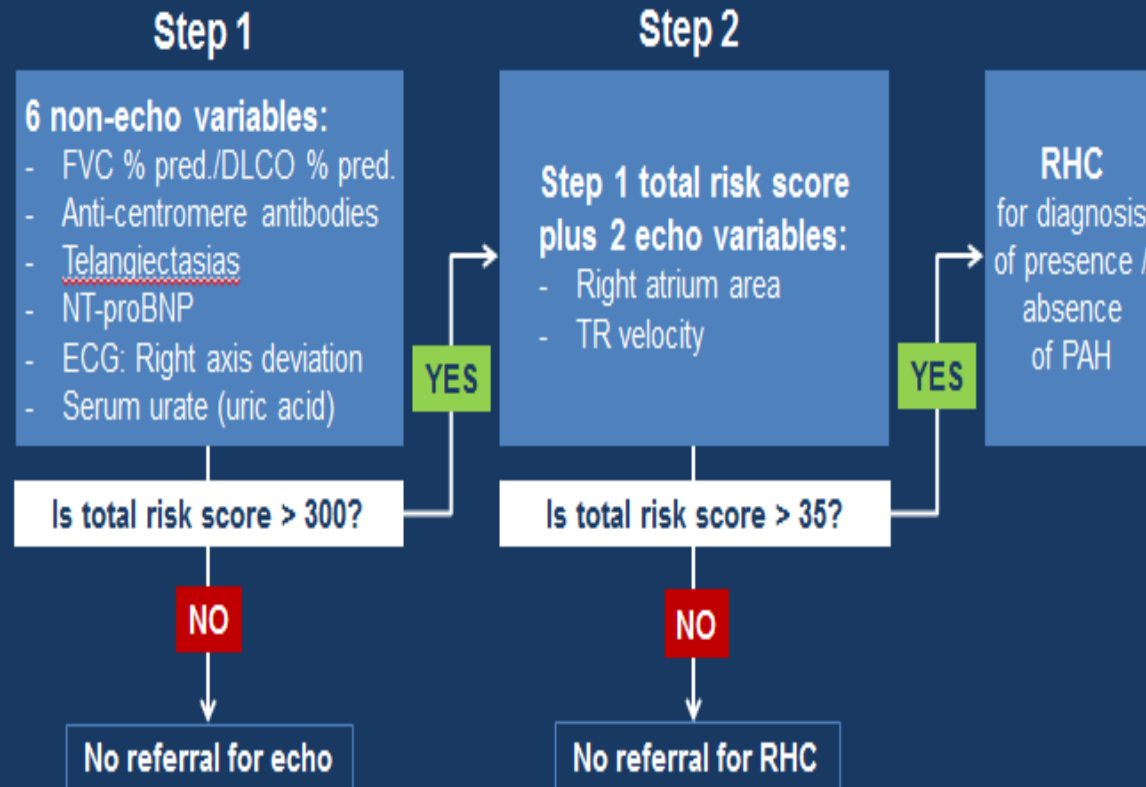 Step 1
6 non-echo variables:
- FVC % pred./DLCO % pred.
- Anti-centromere antibodies
- Telangiectasias
- NT-proBNP
- ECG: Right axis deviation
- Serum urate (uric acid)
Is total risk score > 300?
YES
NO
No referral for echo
Step 2
Step 1 total risk score
plus 2 echo variables:
- Right atrium area
- TR velocity
Is total risk score > 35?
YES
NO
No referral for RHC
RHC
for diagnosis
of presence /
absence
of PAH